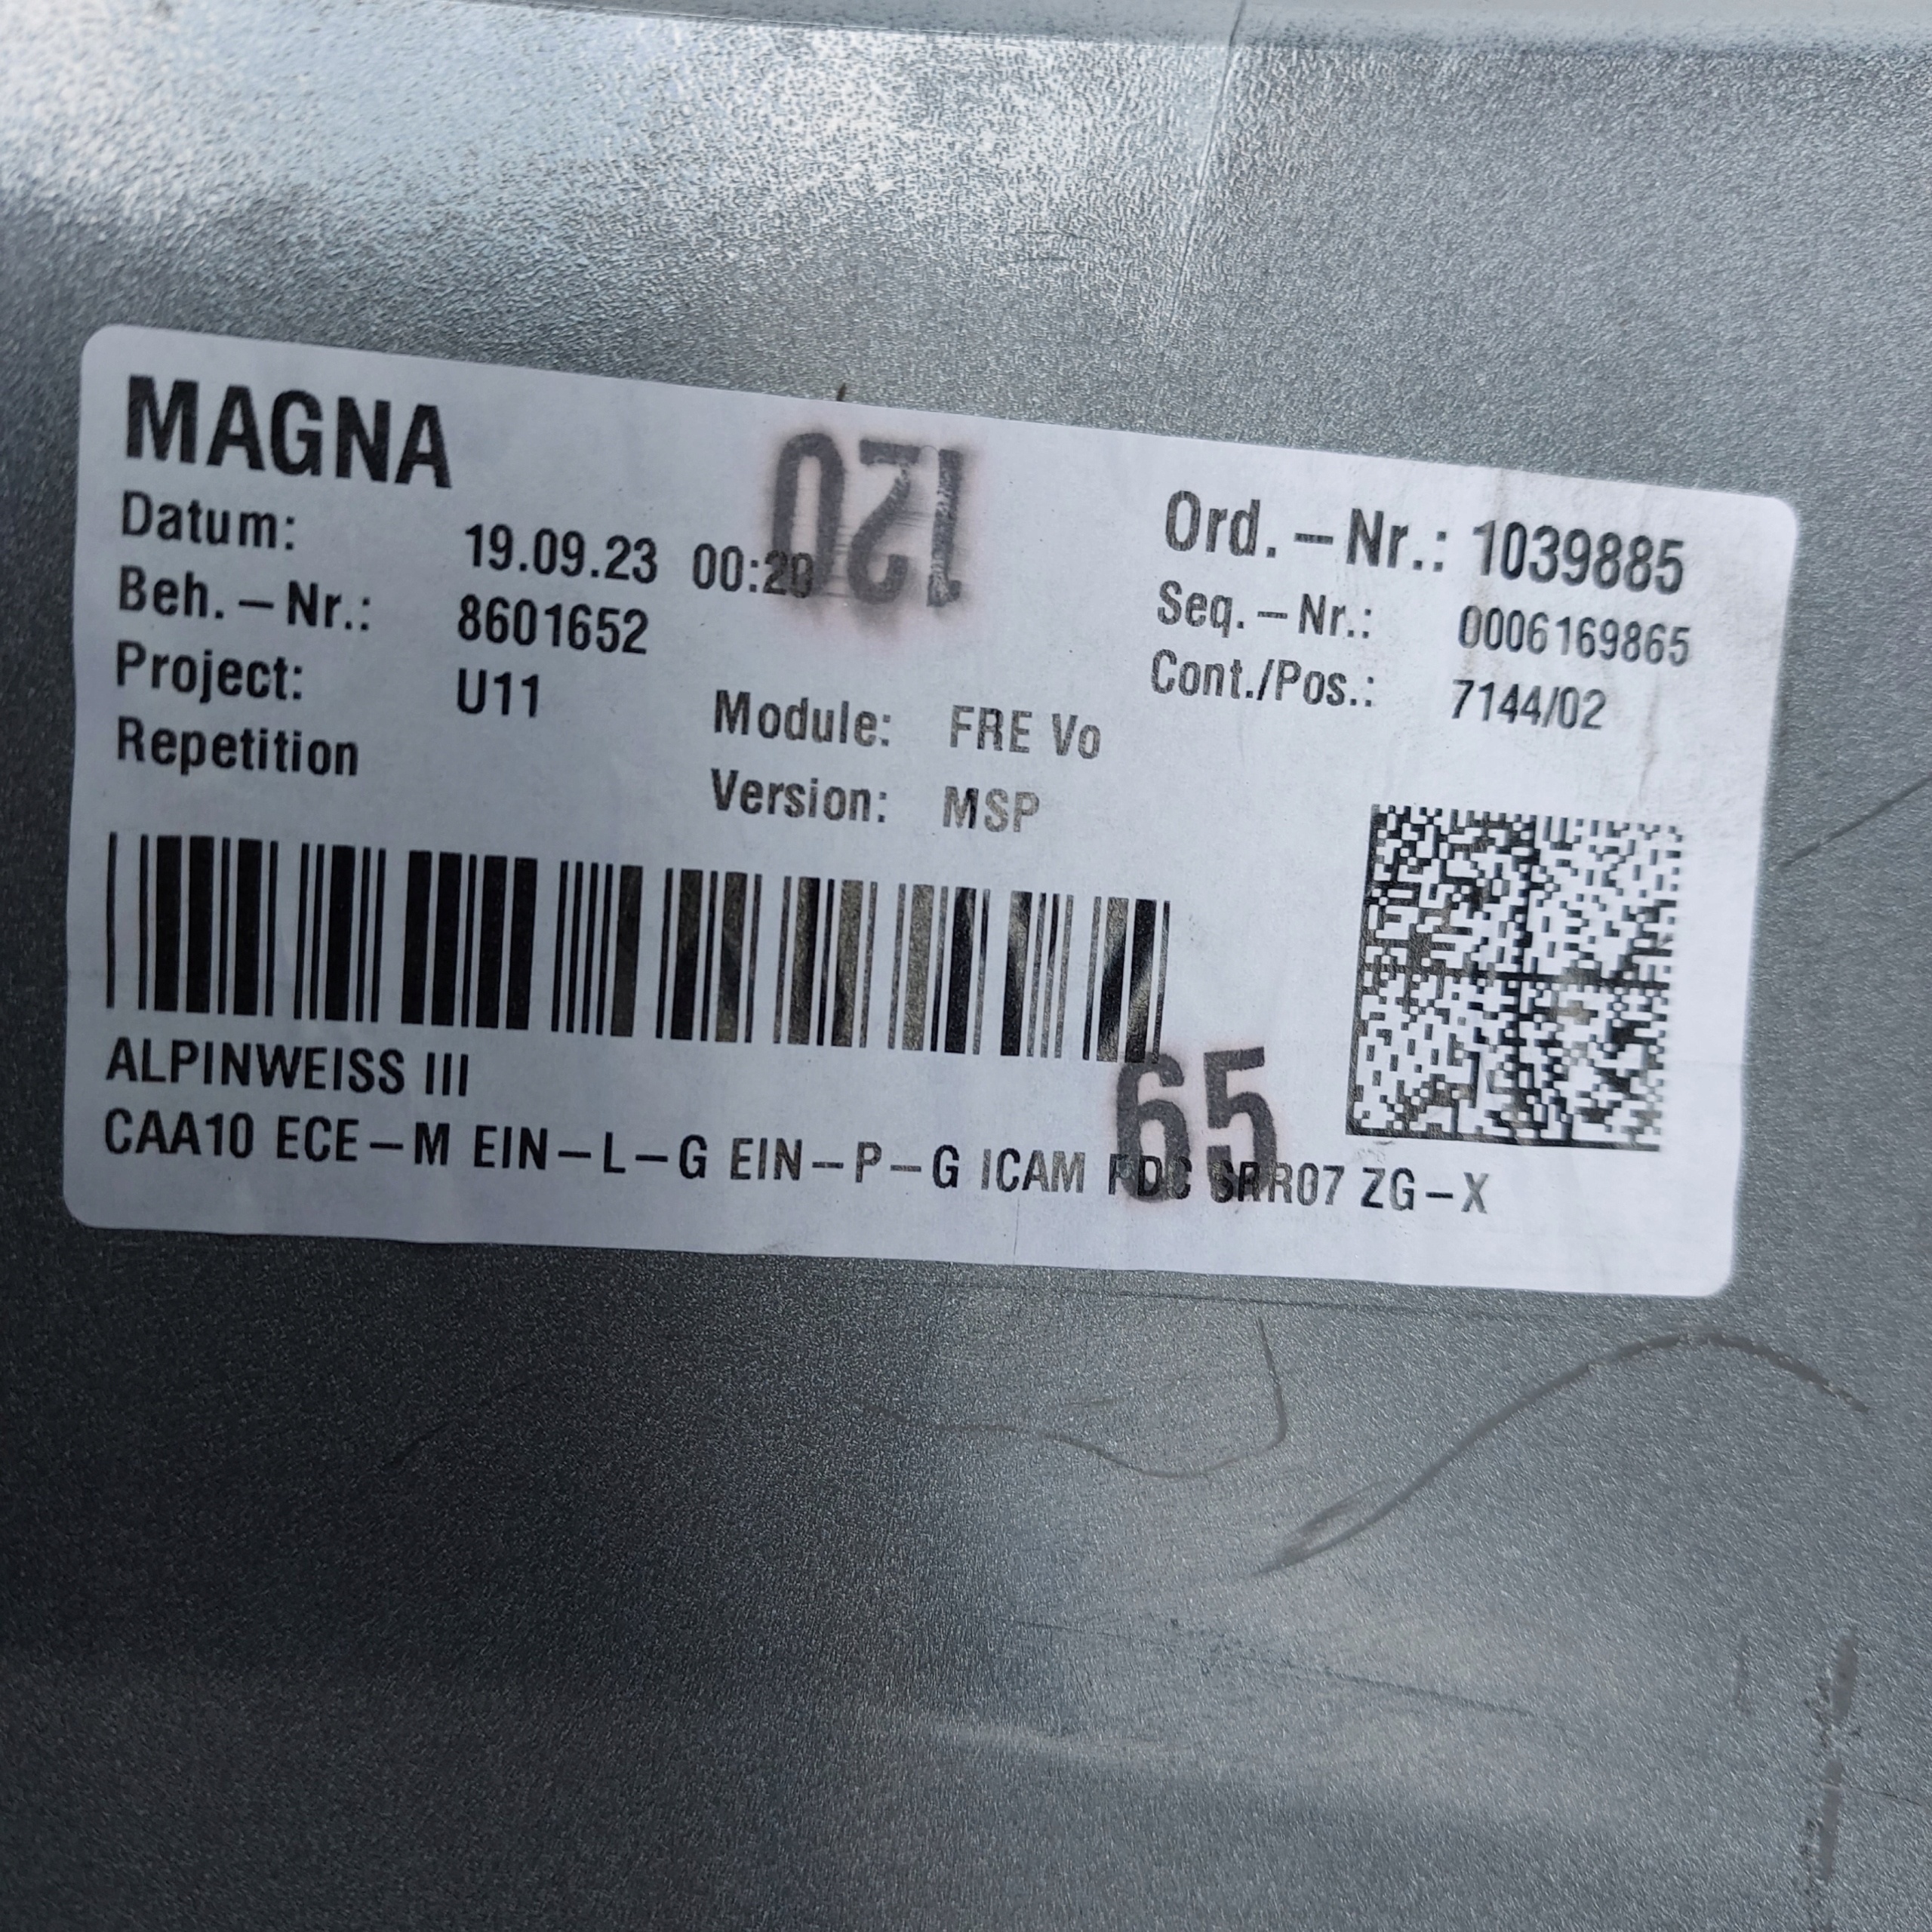 MAGNA
120
Datum: 19.09.23 00:20
Ord.-Nr.: 1039885
Beh.-Nr.: 8601652
Seq.-Nr.: 0006169865
Project: U11
Module: FRE Vo
Cont./Pos.: 7144/02
Repetition
Version: MSP
ALPINWEISS III
65
CAA10 ECE-M EIN-L-G EIN-P-G ICAM PDC SRR07 ZG-X